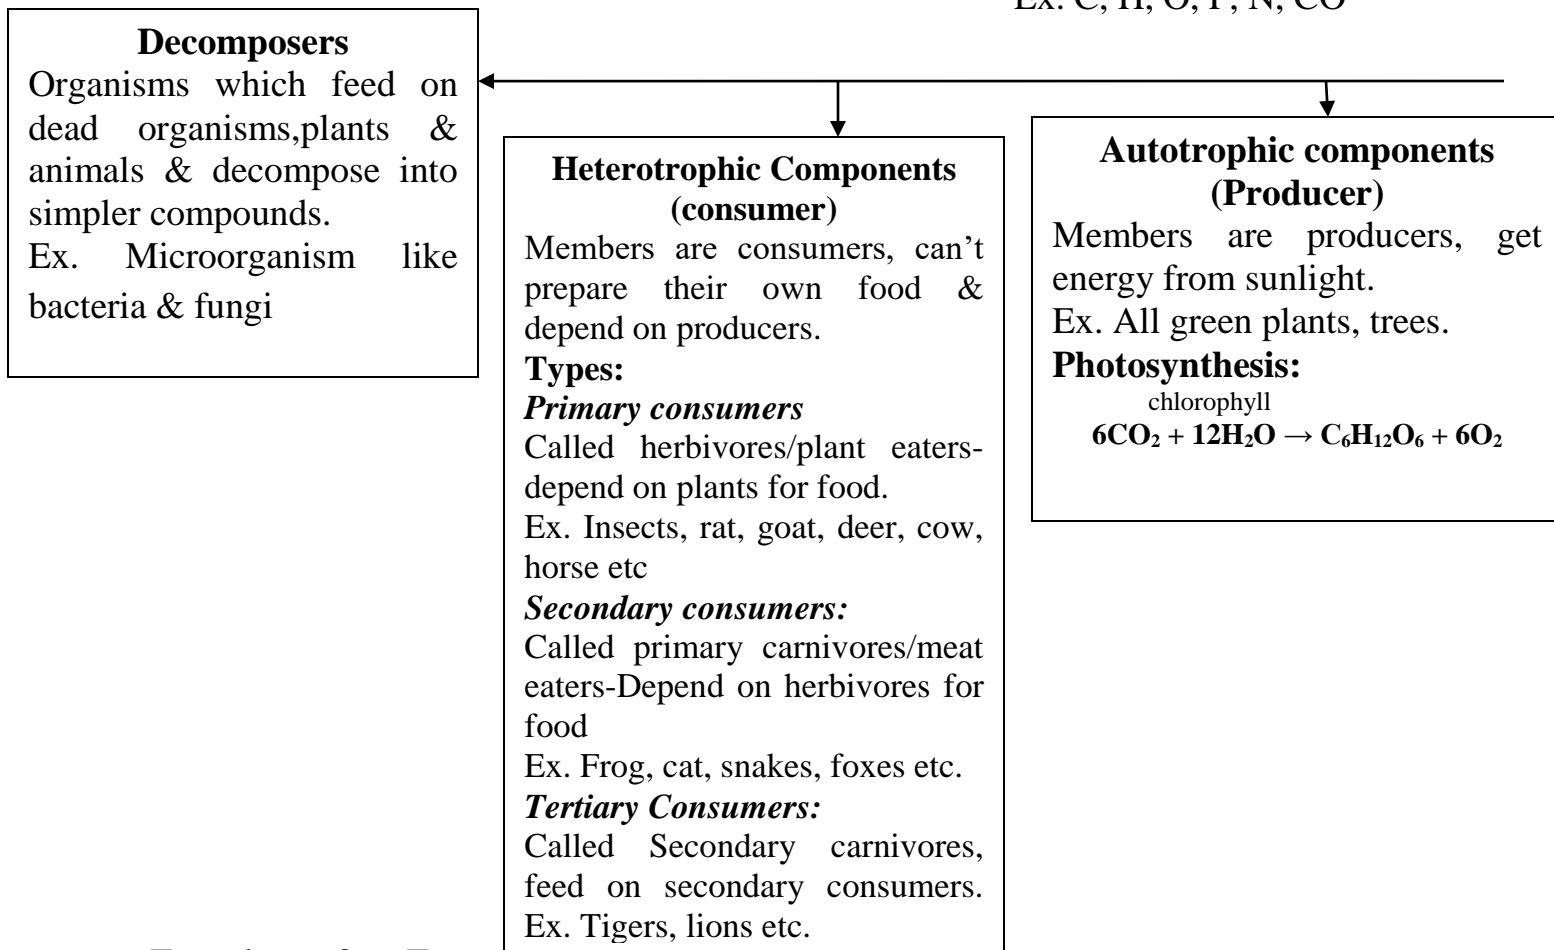 Ex. C, H, O, P, N, CO
Decomposers
Organisms which feed on
dead organisms,plants &
animals & decompose into
simpler compounds.
Ex. Microorganism like
bacteria & fungi
Heterotrophic Components
(consumer)
Members are consumers, can’t
prepare their own food &
depend on producers.
Types:
Primary consumers
Called herbivores/plant eaters-
depend on plants for food.
Ex. Insects, rat, goat, deer, cow,
horse etc
Secondary consumers:
Called primary carnivores/meat
eaters-Depend on herbivores for
food
Ex. Frog, cat, snakes, foxes etc.
Tertiary Consumers:
Called Secondary carnivores,
feed on secondary consumers.
Ex. Tigers, lions etc.
Autotrophic components
(Producer)
Members are producers, get
energy from sunlight.
Ex. All green plants, trees.
Photosynthesis:
chlorophyll
6CO₂ + 12H₂O → C₆H₁₂O₆ + 6O₂